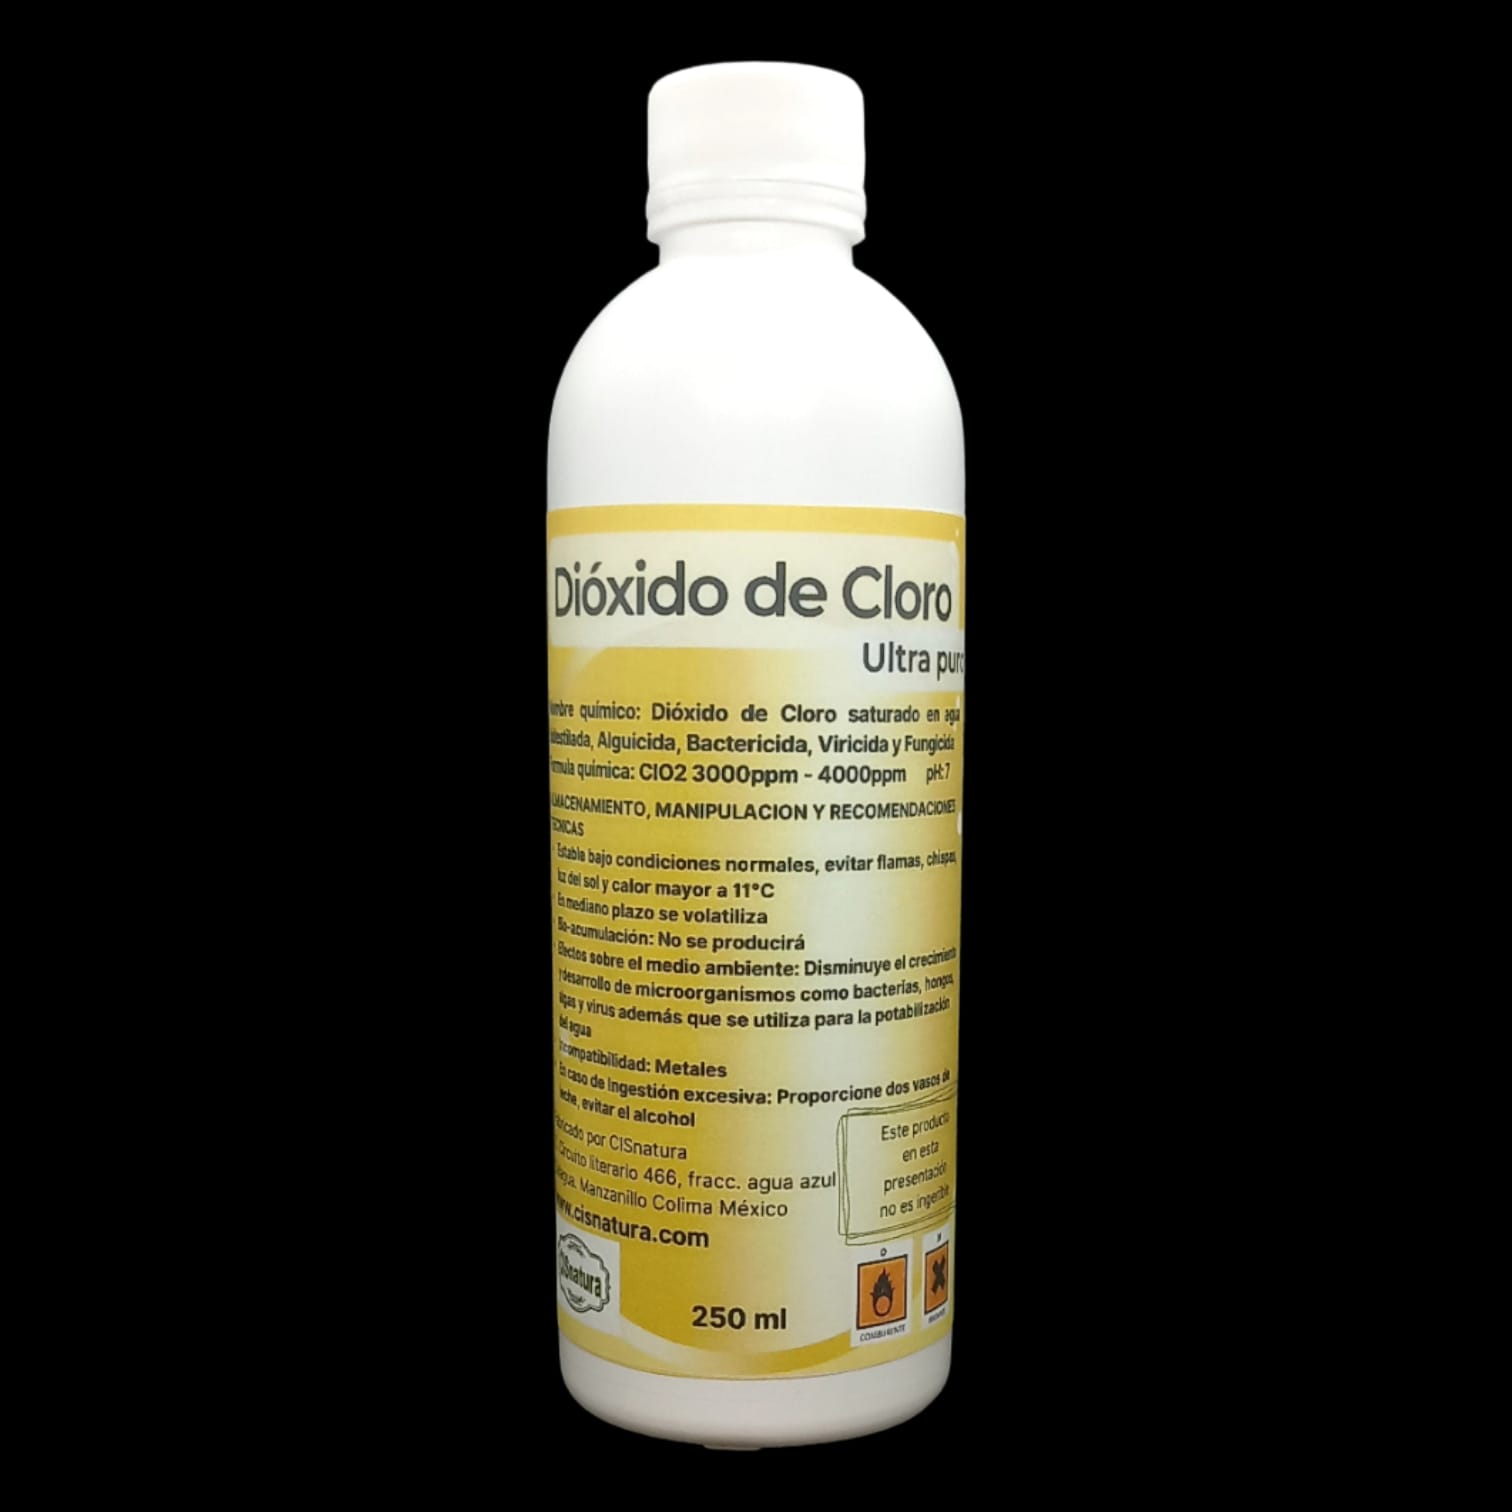 Dióxido de Cloro
Ultra
químico: Dióxido de Cloro saturado en agua
Alguicida, Bactericida, Viricida y Fungicida
química: ClO2 3000ppm - 4000ppm pH:7
MANIPULACION Y RECOMENDACIONES
Estable bajo condiciones normales, evitar flamas, chispas,
luz del sol y calor mayor a 11°C
En mediano plazo se volatiliza
Bio-acumulación: No se producirá
Efectos sobre el medio ambiente: Disminuye el crecimiento
y desarrollo de microorganismos como bacterias, hongos,
algas y virus además que se utiliza para la potabilización
del agua
Incompatibilidad: Metales
En caso de ingestión excesiva: Proporcione dos vasos de
leche, evitar el alcohol
por CISnatura
Circuito literario 466, fracc. agua azul
Manzanillo Colima México
www.cisnatura.com
Este producto
en esta
presentación
no es ingerible
CISnatura
250 ml
O
COMBURENTE